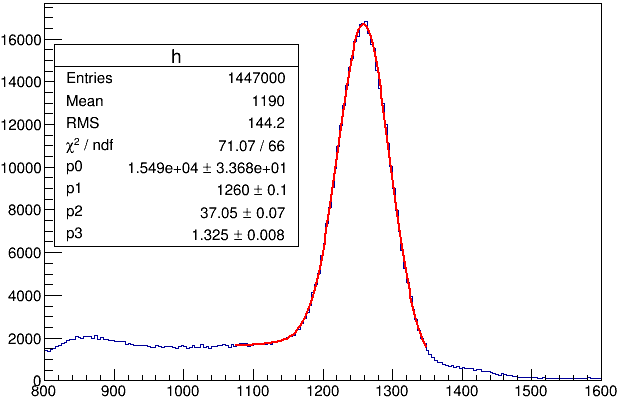 16000
14000
12000
10000
8000
6000
4000
2000
0
h
Entries 1447000
Mean 1190
RMS 144.2
χ² / ndf 71.07 / 66
p0 1.549e+04 ± 3.368e+01
p1 1260 ± 0.1
p2 37.05 ± 0.07
p3 1.325 ± 0.008
800 900 1000 1100 1200 1300 1400 1500 1600